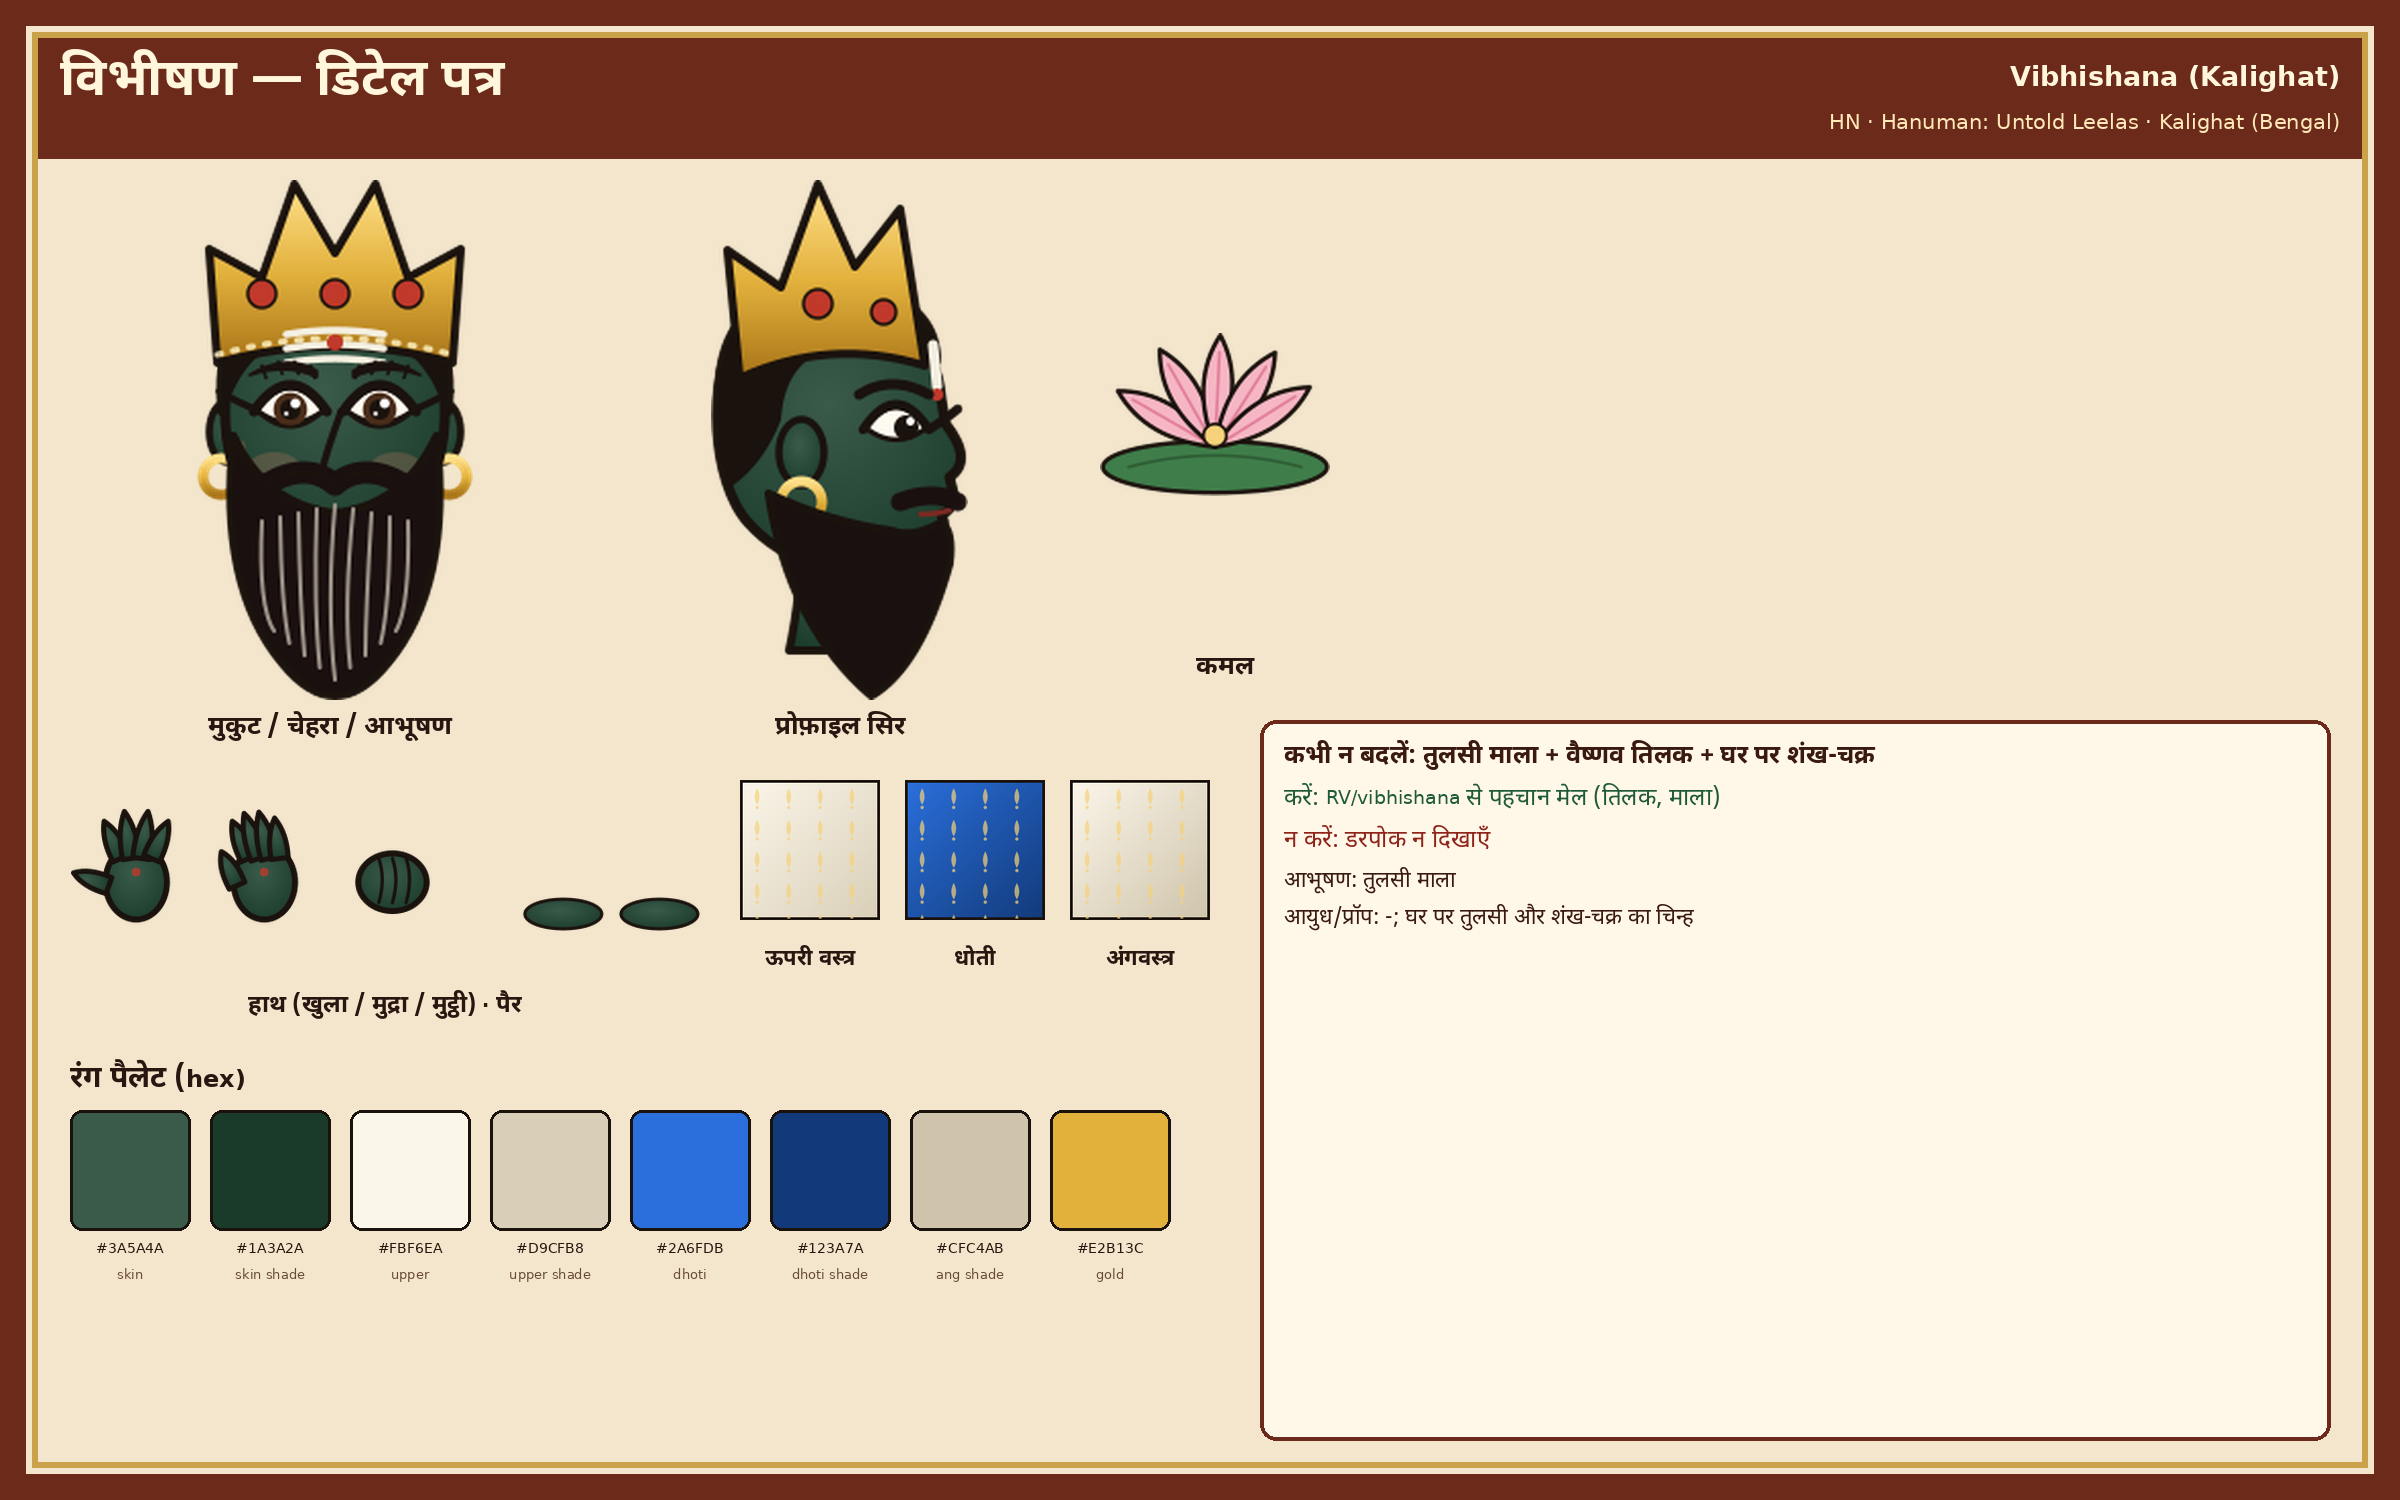 विभीषण — डिटेल पत्र
Vibhishana (Kalighat)
HN · Hanuman: Untold Leelas · Kalighat (Bengal)
कमल
मुकुट / चेहरा / आभूषण
प्रोफ़ाइल सिर
कभी न बदलें: तुलसी माला + वैष्णव तिलक + घर पर शंख-चक्र
करें: RV/vibhishana से पहचान मेल (तिलक, माला)
न करें: डरपोक न दिखाएँ
आभूषण: तुलसी माला
आयुध/प्रॉप: -; घर पर तुलसी और शंख-चक्र का चिन्ह
ऊपरी वस्त्र
धोती
अंगवस्त्र
हाथ (खुला / मुद्रा / मुट्ठी) · पैर
रंग पैलेट (hex)
#3A5A4A
#1A3A2A
#FBF6EA
#D9CFB8
#2A6FDB
#123A7A
#CFC4AB
#E2B13C
skin
skin shade
upper
upper shade
dhoti
dhoti shade
ang shade
gold